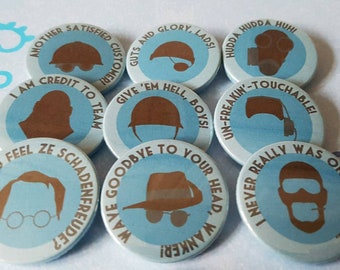 ANOTHER SATISFIED CUSTOMER!
GUTS AND GLORY, LADS!
HUDDA HUDDA HUH!
I AM CREDIT TO TEAM
GIVE 'EM HELL, BOYS!
UN-FREAKIN'-TOUCHABLE!
FEEL ZE SCHADENFREUDE?
WAVE GOODBYE TO YOUR HEAD, WANKER!
I NEVER REALLY WAS ON